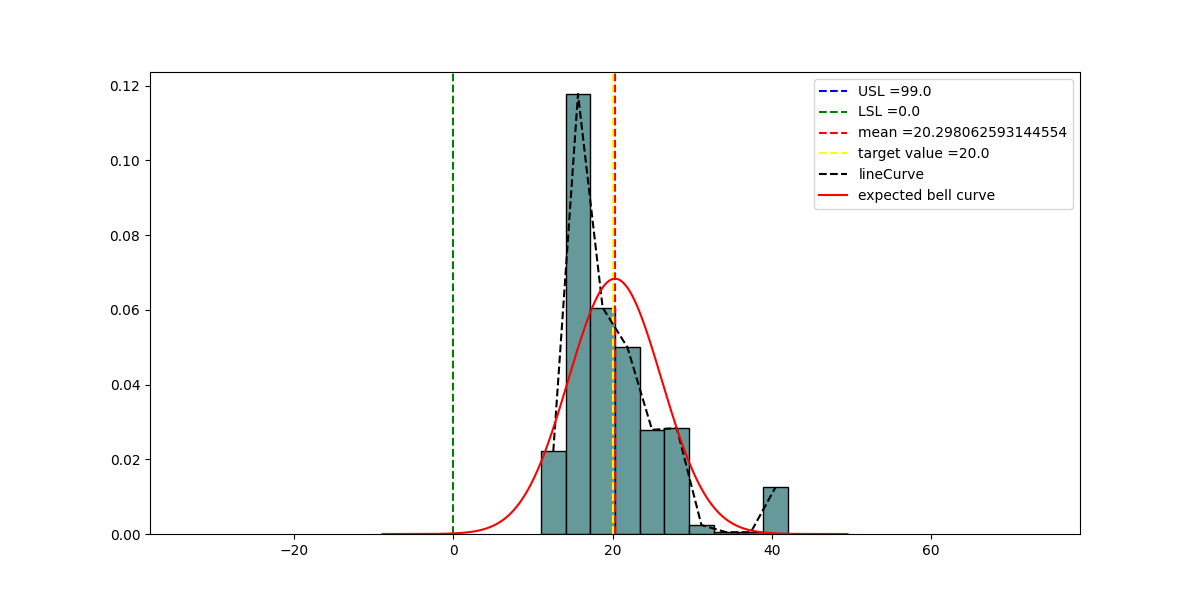 USL =99.0
LSL =0.0
mean =20.298062593144554
target value =20.0
lineCurve
expected bell curve
0.12
0.10
0.08
0.06
0.04
0.02
0.00
−20 0 20 40 60